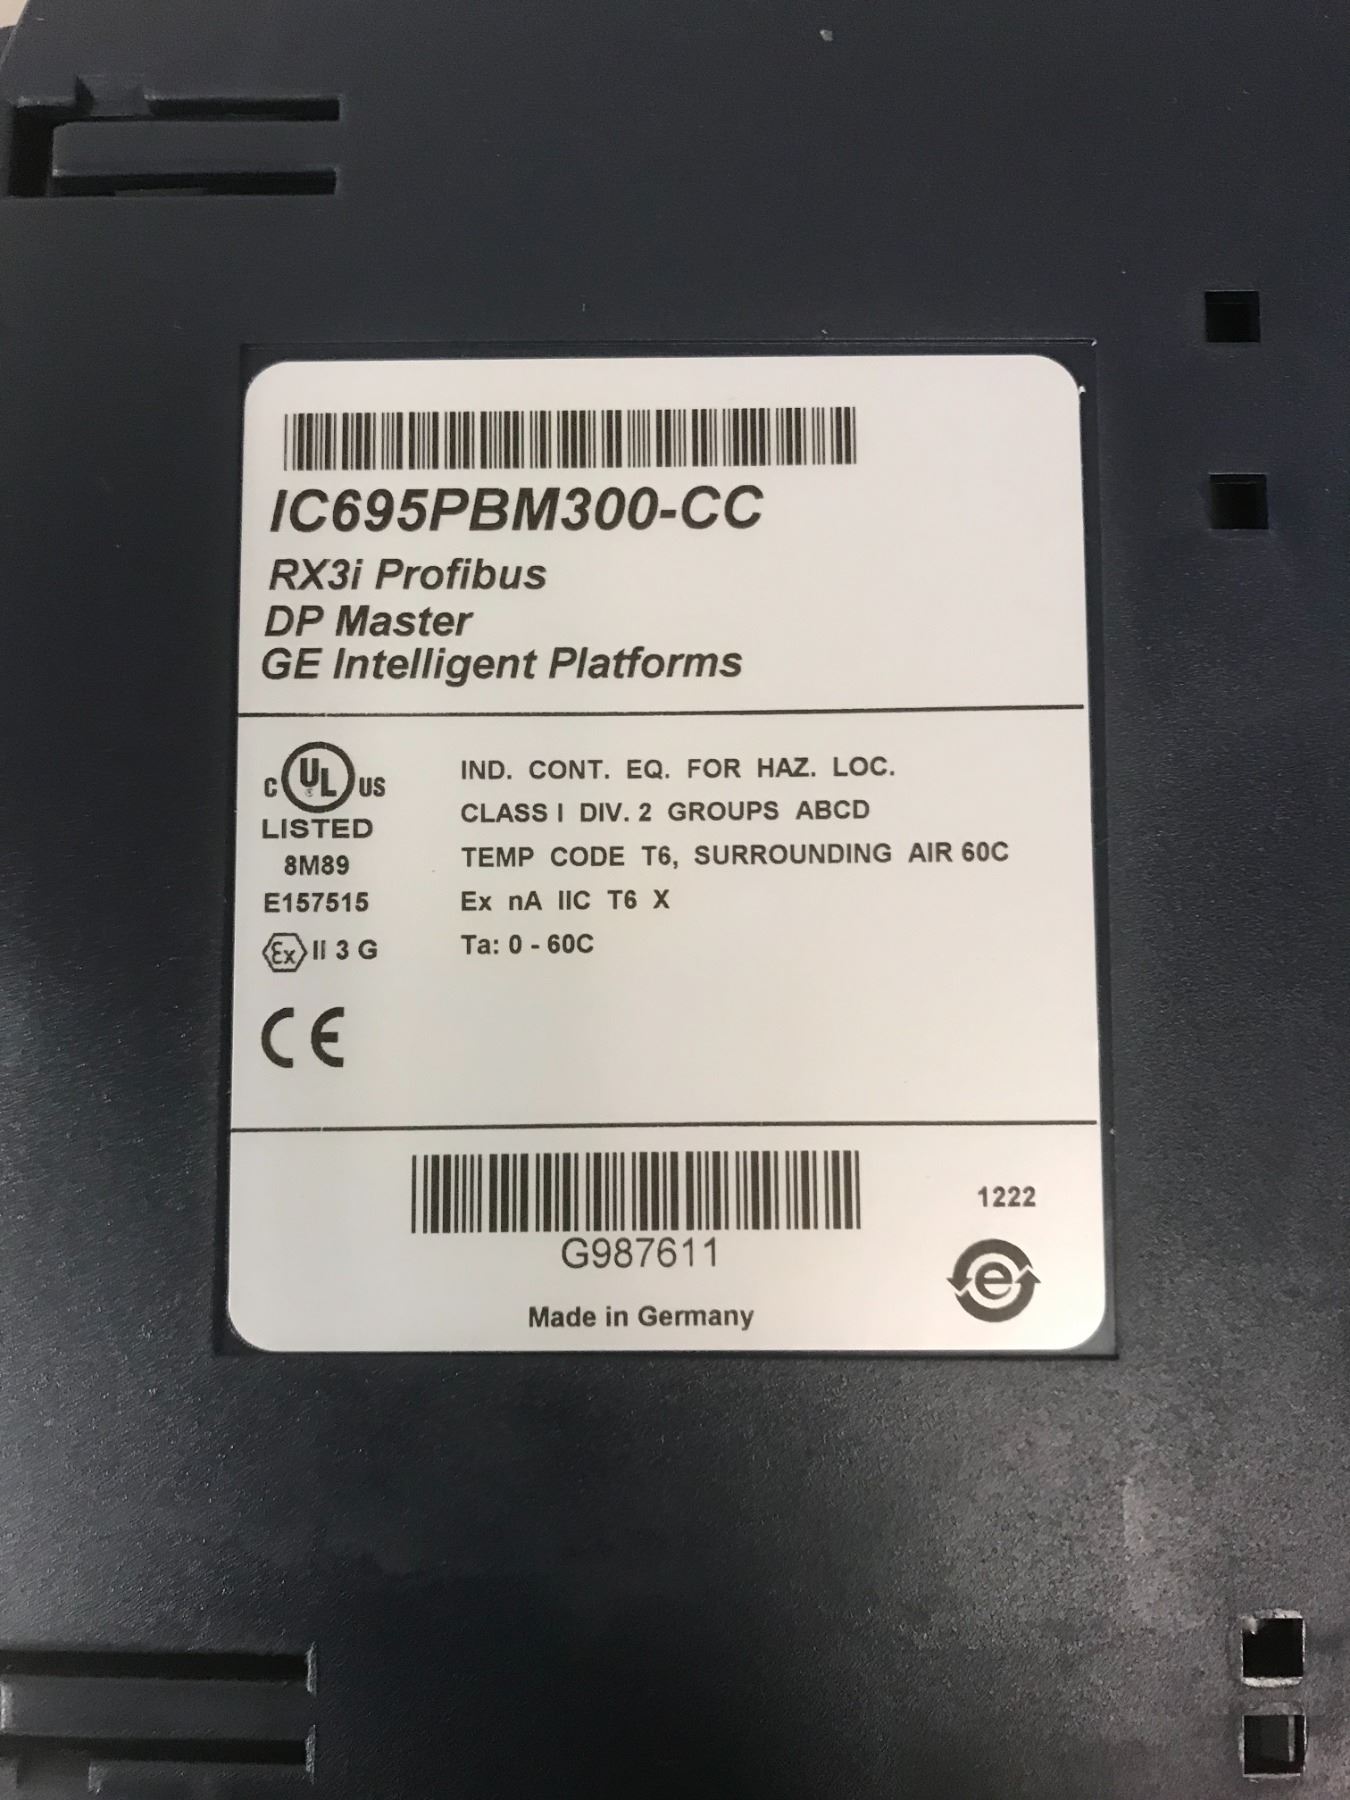 IC695PBM300-CC
RX3i Profibus
DP Master
GE Intelligent Platforms
C UL US
LISTED
8M89
E157515
Ex II 3 G
CE
IND. CONT. EQ. FOR HAZ. LOC.
CLASS I DIV. 2 GROUPS ABCD
TEMP CODE T6, SURROUNDING AIR 60C
Ex nA IIC T6 X
Ta: 0 - 60C
G987611
Made in Germany
1222
e